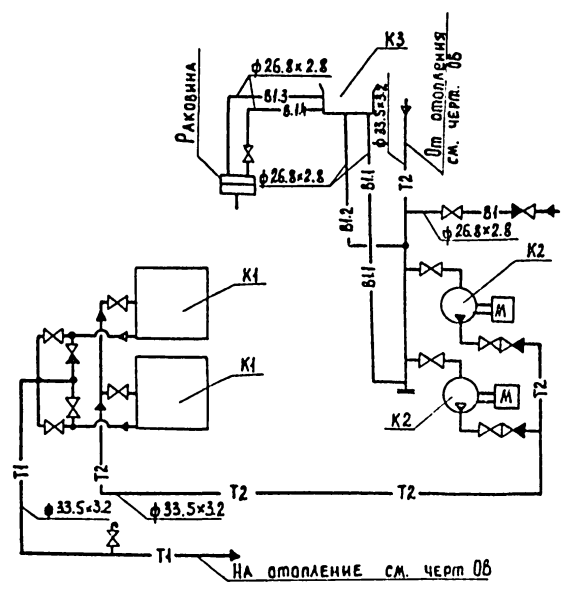 К3
От отопления
см. черт. ОВ
Раковина
ф26.8×2.8
В1.3
В.1.4
ф33.5×3.2
ф26.8×2.8
В1.1
Т2
В1.2
В1
ф26.8×2.8
В1.1
К2
М
К1
К1
М
К2
Т2
Т1
Т2
Т2
Т2
ф33.5×3.2
ф33.5×3.2
Т1
На отопление см. черт ОВ